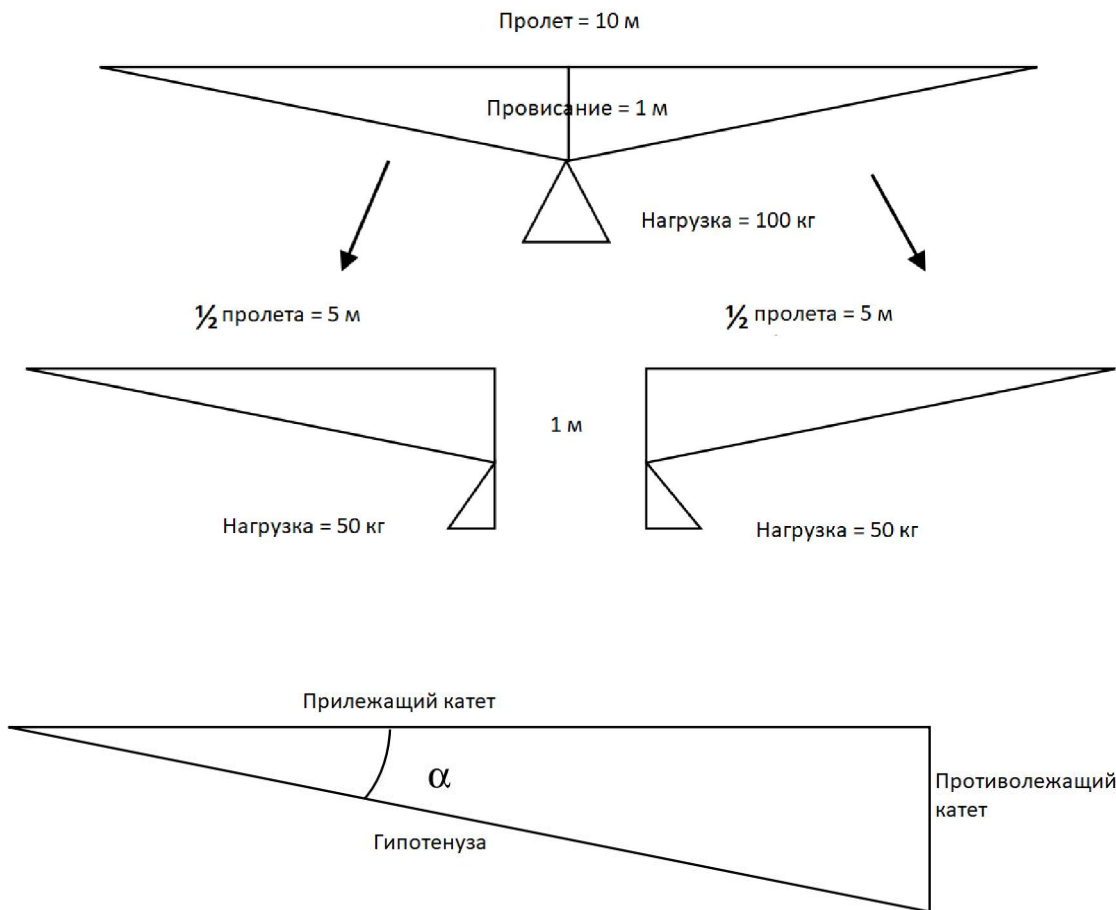 Пролет = 10 м
Провисание = 1 м
Нагрузка = 100 кг
½ пролета = 5 м
½ пролета = 5 м
1 м
Нагрузка = 50 кг
Нагрузка = 50 кг
Прилежащий катет
α
Противолежащий
катет
Гипотенуза